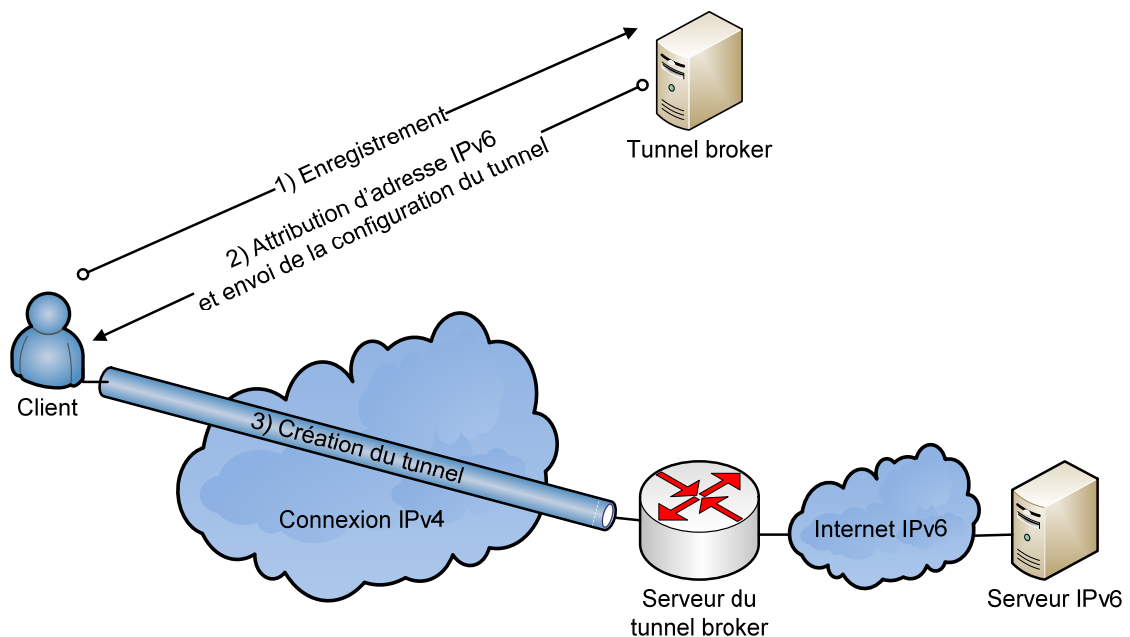 Tunnel broker
1) Enregistrement
2) Attribution d'adresse IPv6
et envoi de la configuration du tunnel
Client
3) Création du tunnel
Connexion IPv4
Internet IPv6
Serveur du
tunnel broker
Serveur IPv6